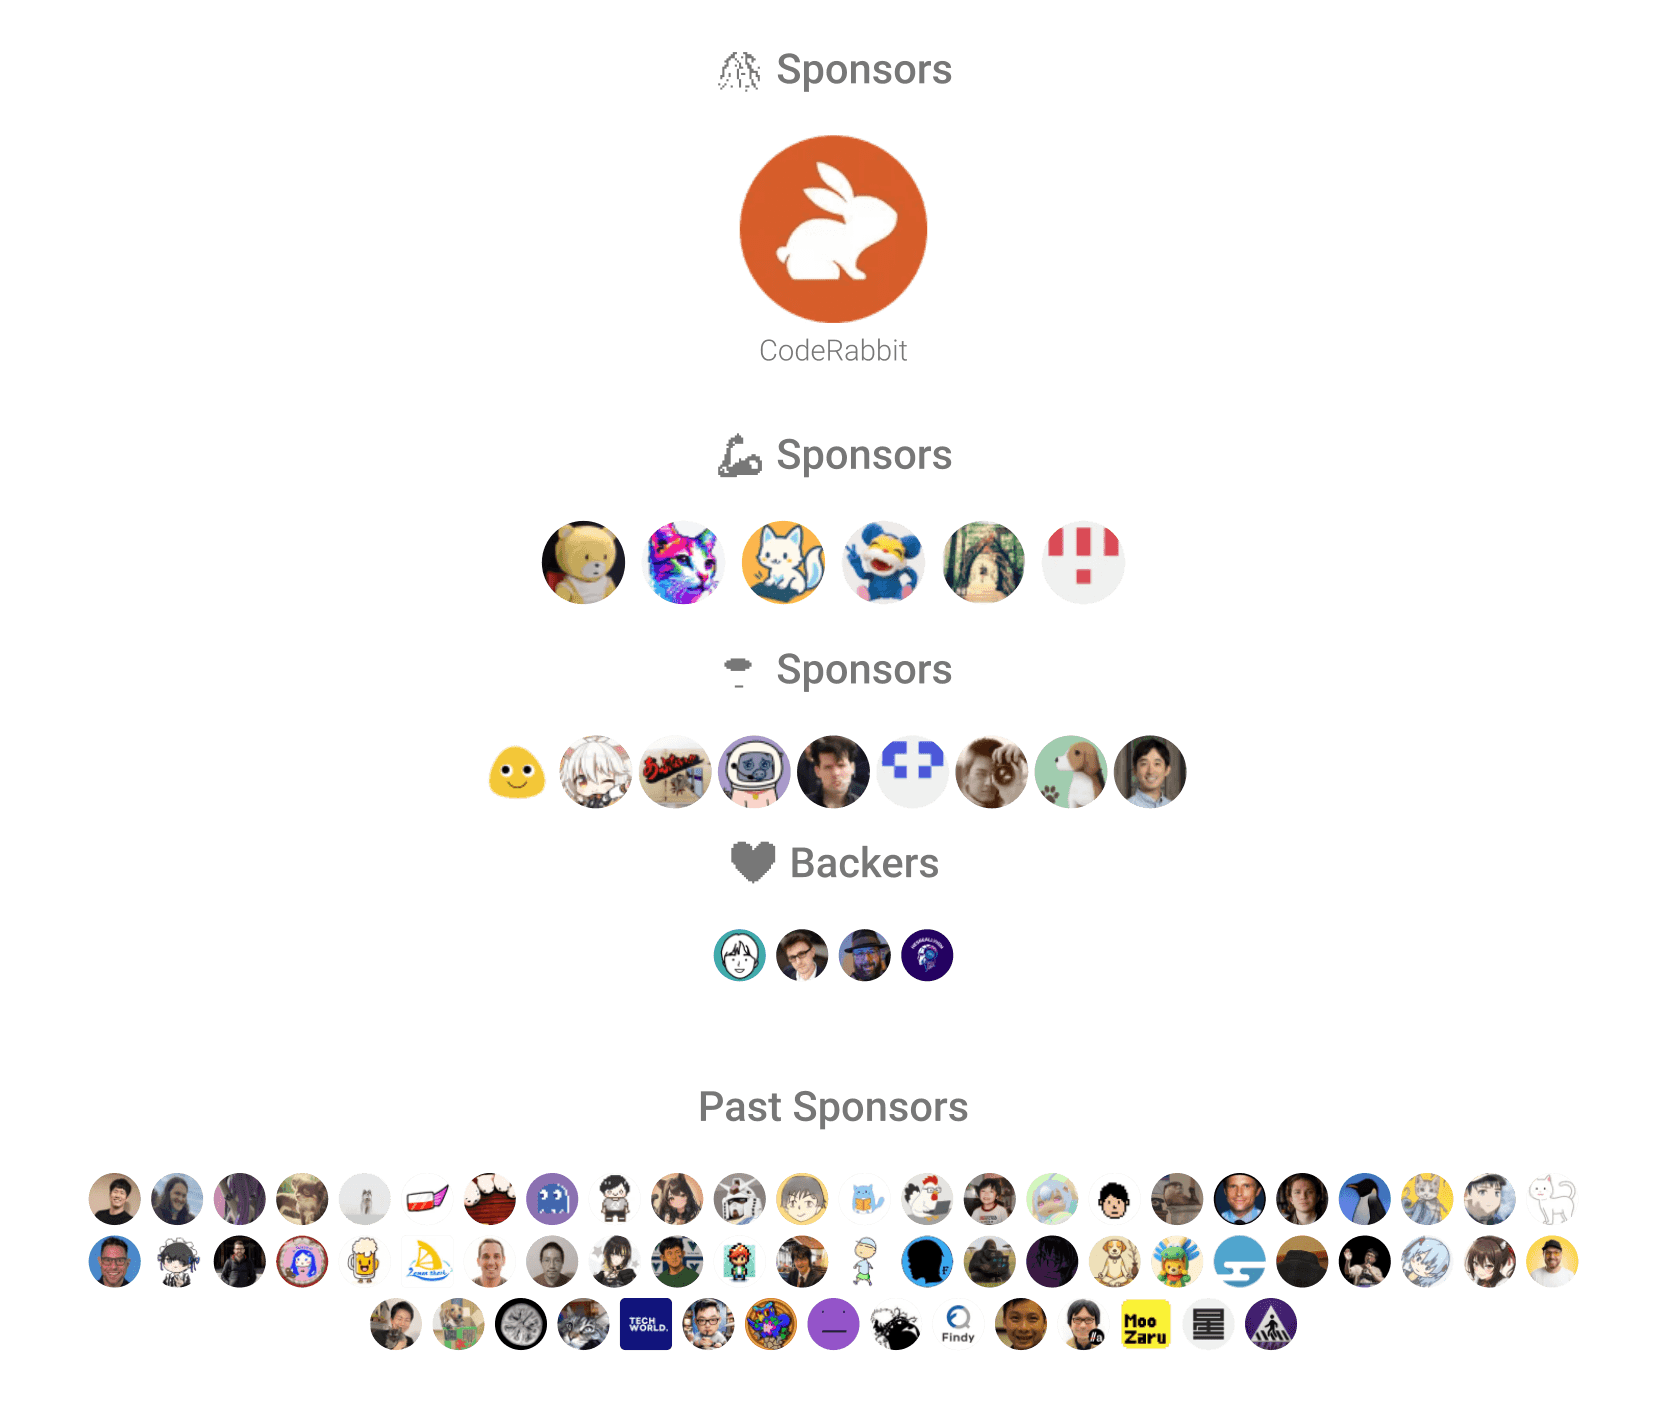 Sponsors
CodeRabbit
Sponsors
Sponsors
Backers
Past Sponsors
TECH
WORLD.
Findy
Moo
Zaru